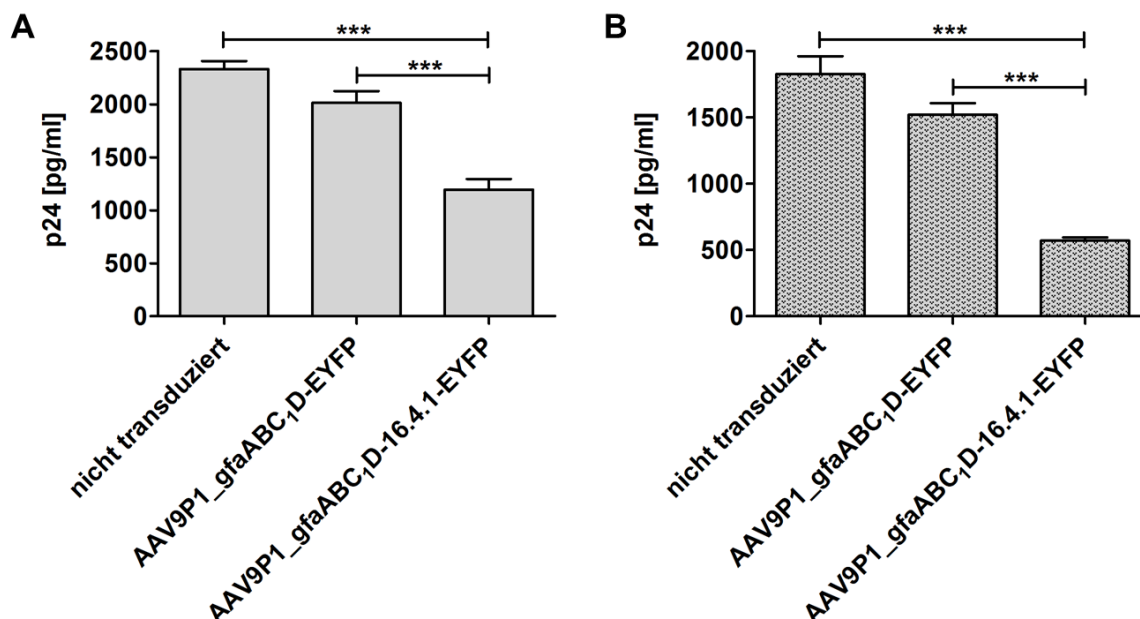 A
***
***
2500
2000
1500
1000
500
0
p24 [pg/ml]
nicht transduziert
AAV9P1_gfaABC₁D-EYFP
AAV9P1_gfaABC₁D-16.4.1-EYFP
B
***
***
2000
1500
1000
500
0
p24 [pg/ml]
nicht transduziert
AAV9P1_gfaABC₁D-EYFP
AAV9P1_gfaABC₁D-16.4.1-EYFP